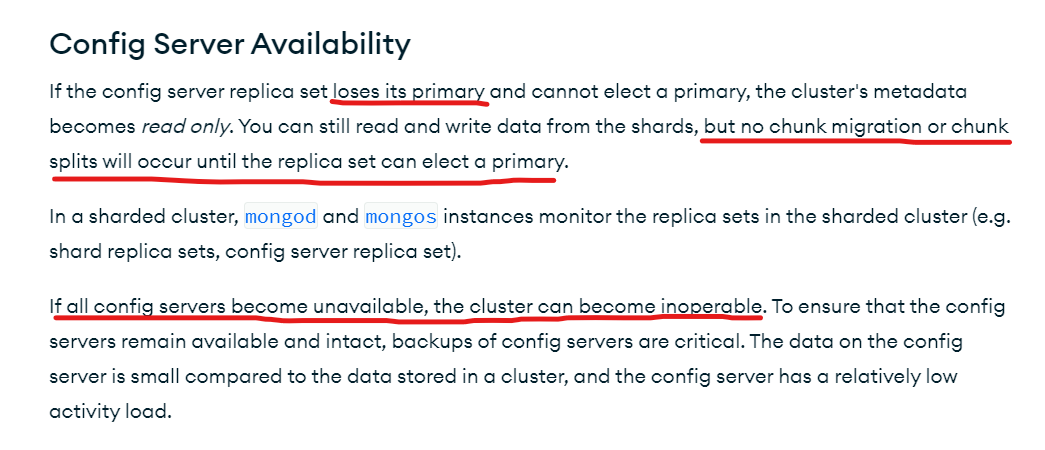 Config Server Availability
If the config server replica set loses its primary and cannot elect a primary, the cluster's metadata
becomes read only. You can still read and write data from the shards, but no chunk migration or chunk
splits will occur until the replica set can elect a primary.
In a sharded cluster, mongod and mongos instances monitor the replica sets in the sharded cluster (e.g.
shard replica sets, config server replica set).
If all config servers become unavailable, the cluster can become inoperable. To ensure that the config
servers remain available and intact, backups of config servers are critical. The data on the config
server is small compared to the data stored in a cluster, and the config server has a relatively low
activity load.